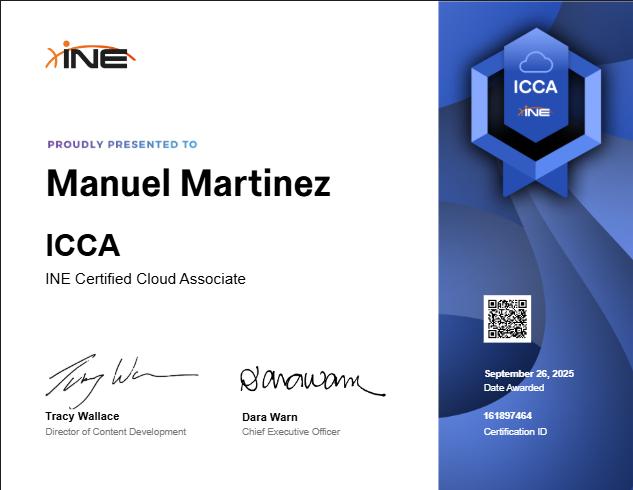 INE
PROUDLY PRESENTED TO
Manuel Martinez
ICCA
INE Certified Cloud Associate
Tracy Wallace
Director of Content Development
Dara Warn
Chief Executive Officer
ICCA
INE
September 26, 2025
Date Awarded
161897464
Certification ID